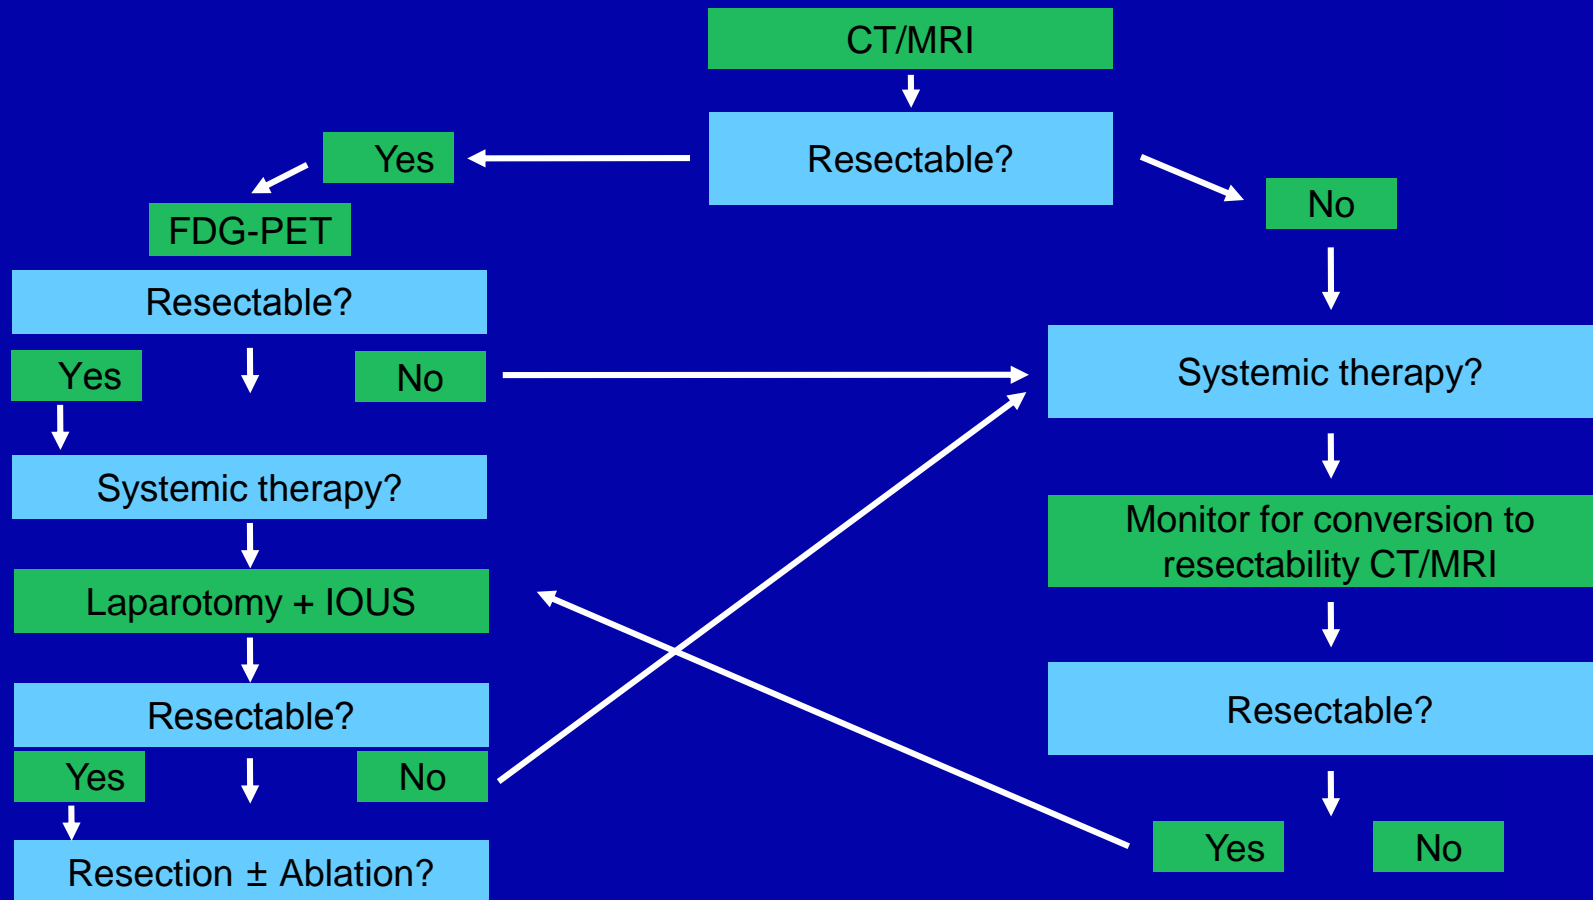 CT/MRI
Resectable?
Yes
No
FDG-PET
Resectable?
Yes
No
Systemic therapy?
Systemic therapy?
Monitor for conversion to
resectability CT/MRI
Laparotomy + IOUS
Resectable?
Resectable?
Yes
No
Yes
No
Resection ± Ablation?